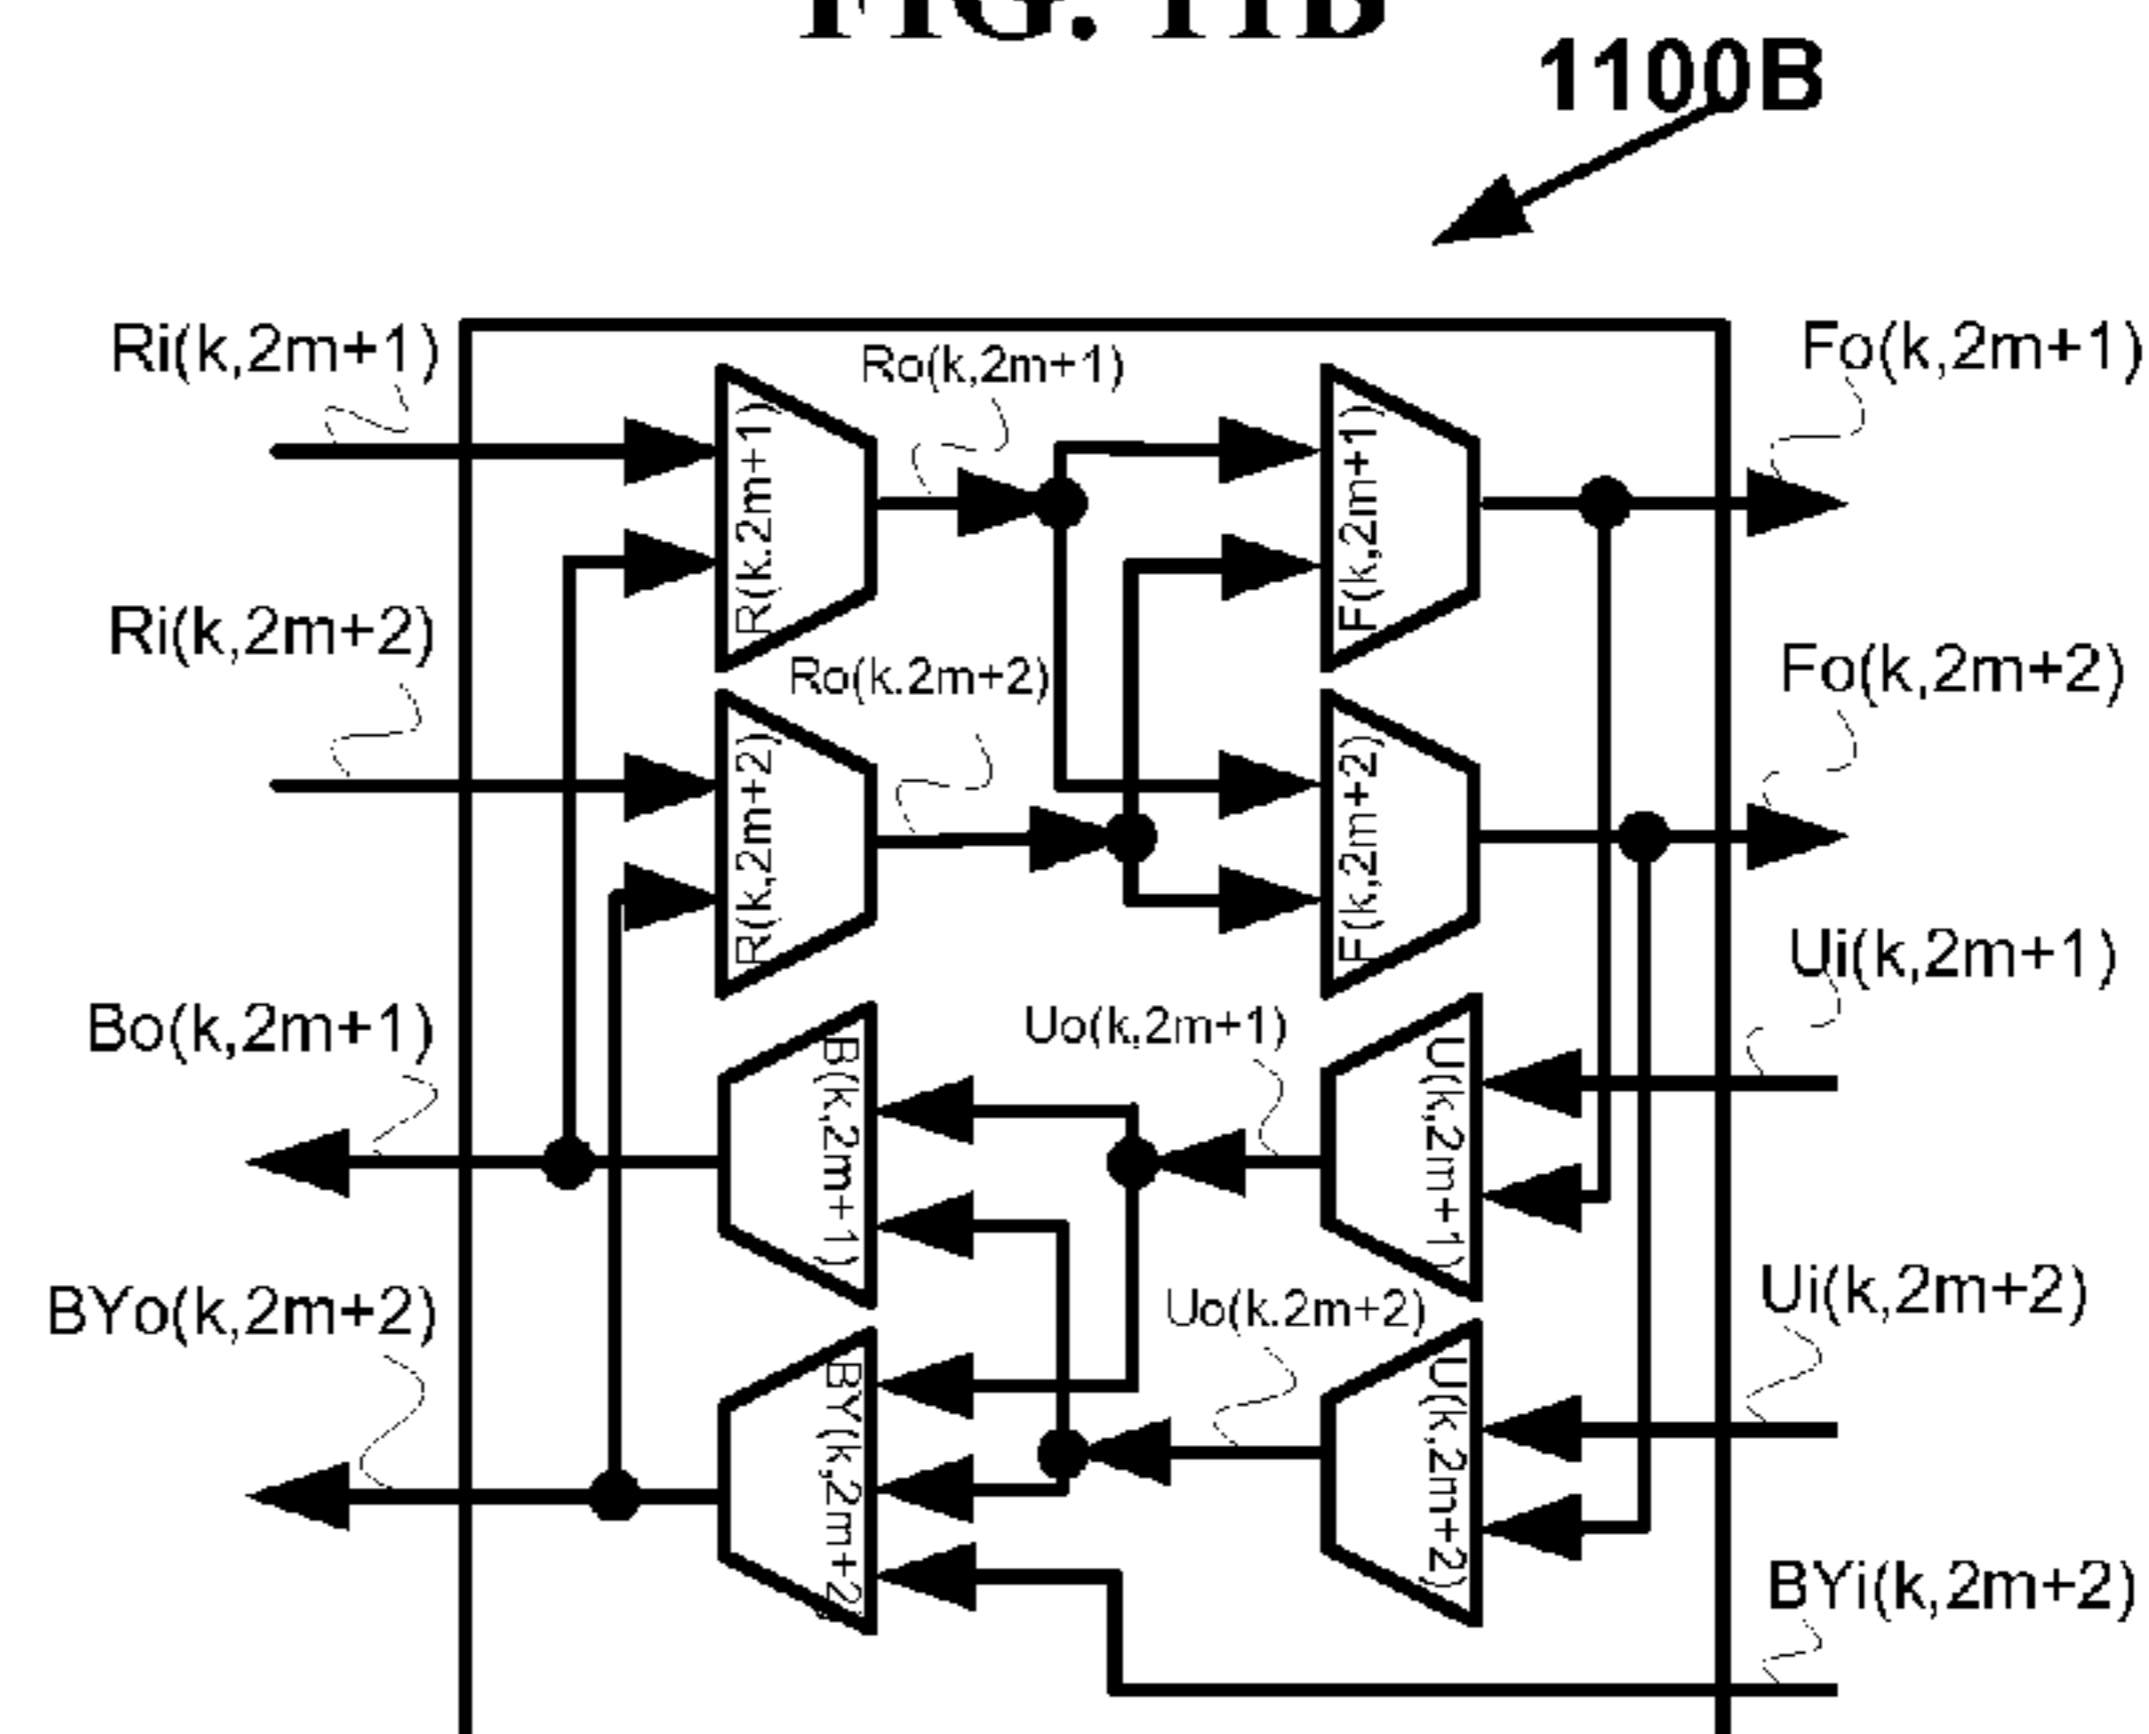 FIG. 11B
1100B
Ri(k,2m+1)
Ro(k,2m+1)
Fo(k,2m+1)
R(k.2m+1)
F(k,2m+1)
Ri(k,2m+2)
Ro(k.2m+2)
Fo(k,2m+2)
R(k,2m+2)
F(k,2m+2)
Ui(k,2m+1)
Bo(k,2m+1)
Uo(k,2m+1)
B(k,2m+1)
U(k,2m+1)
BYo(k,2m+2)
Uo(k.2m+2)
Ui(k,2m+2)
BY(k,2m+2)
U(k,2m+2)
BYi(k,2m+2)